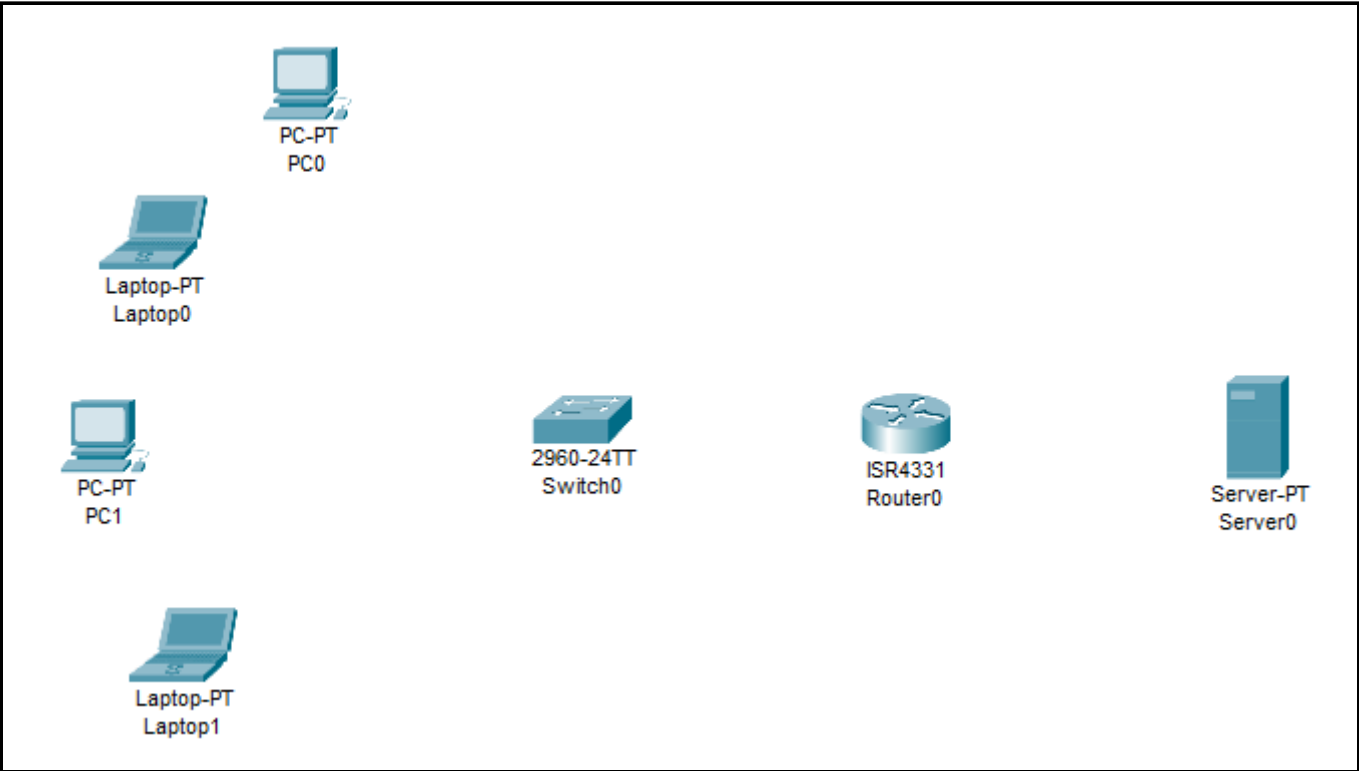 PC-PT
PC0
Laptop-PT
Laptop0
PC-PT
PC1
2960-24TT
Switch0
ISR4331
Router0
Server-PT
Server0
Laptop-PT
Laptop1